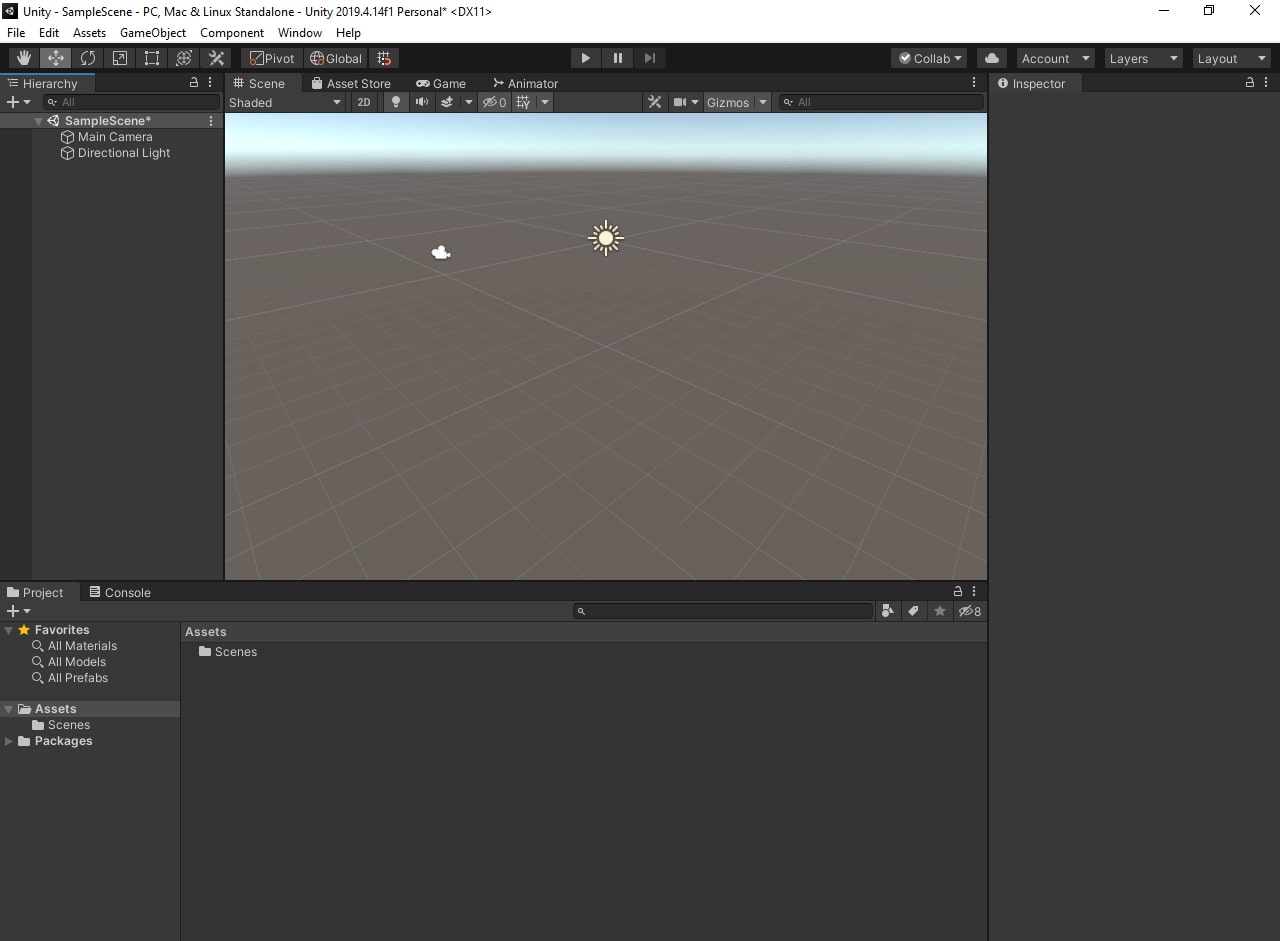 Unity - SampleScene - PC, Mac & Linux Standalone - Unity 2019.4.14f1 Personal* <DX11>
File Edit Assets GameObject Component Window Help
Pivot Global Collab Account Layers Layout
Hierarchy Scene Asset Store Game Animator Inspector
All Shaded 2D 0 Gizmos All
SampleScene*
Main Camera
Directional Light
Project Console
8
Favorites Assets
All Materials Scenes
All Models
All Prefabs
Assets
Scenes
Packages